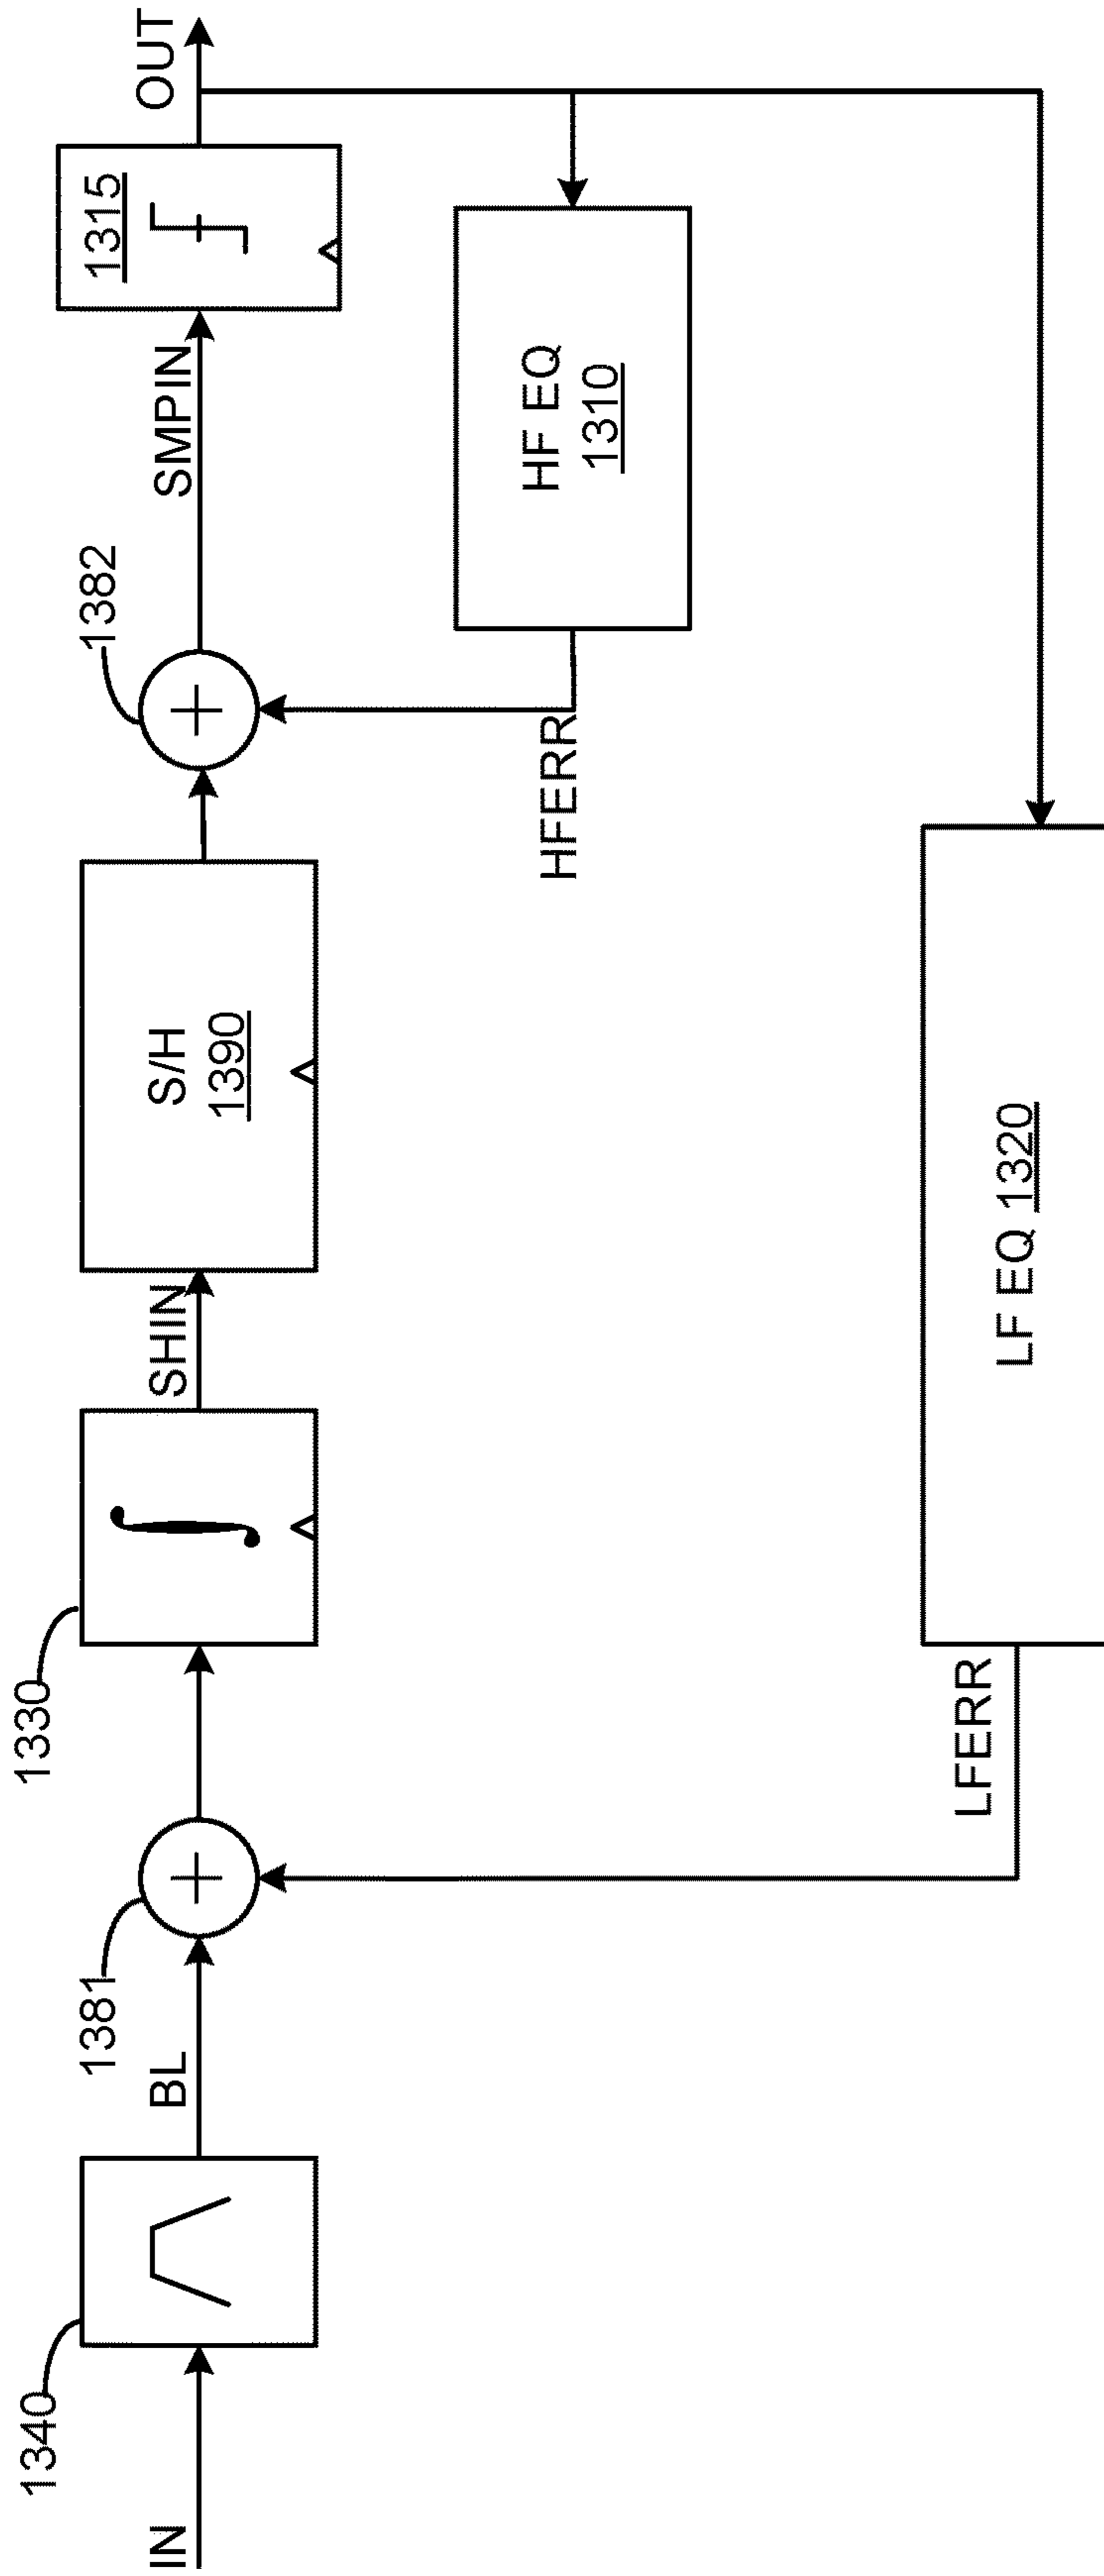 IN
1340
BL
1381
1330
SHIN
S/H
1390
1382
SMPIN
1315
OUT
HFERR
HF EQ
1310
LFERR
LF EQ 1320